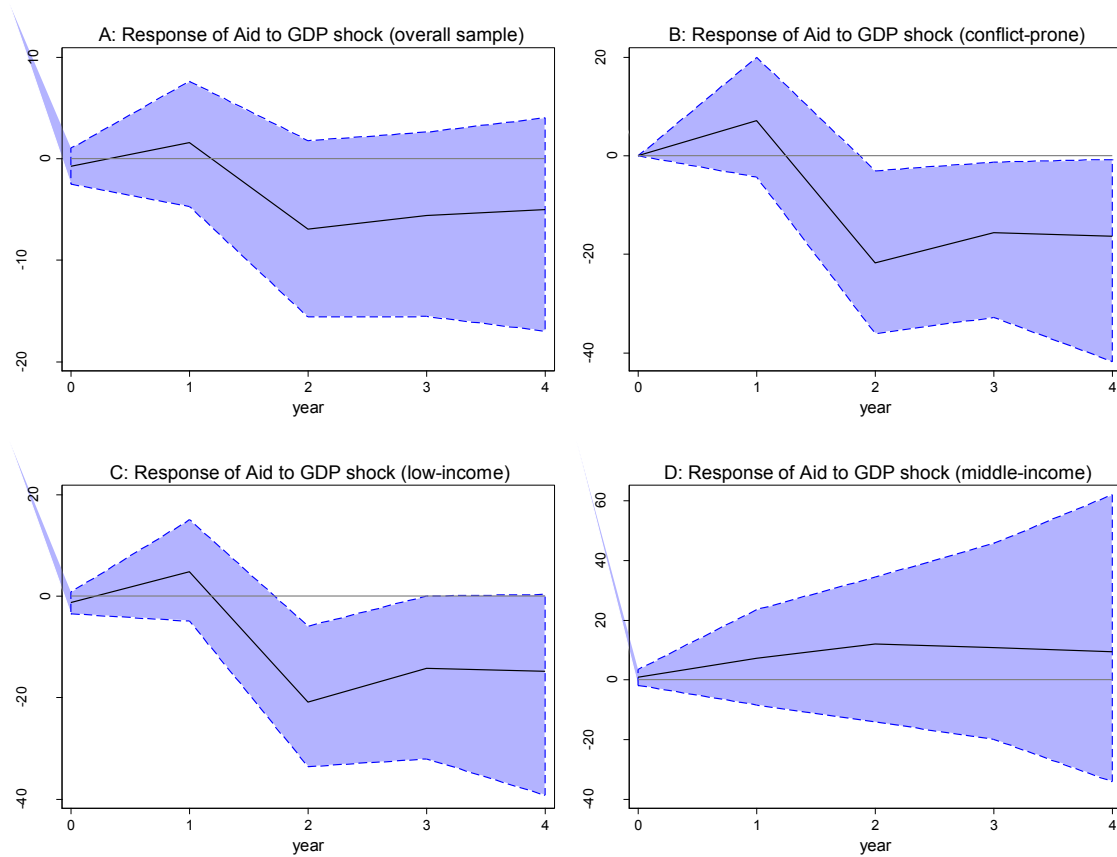 A: Response of Aid to GDP shock (overall sample)
10
0
-10
-20
0 1 2 3 4
year
B: Response of Aid to GDP shock (conflict-prone)
20
0
-20
-40
0 1 2 3 4
year
C: Response of Aid to GDP shock (low-income)
20
0
-20
-40
0 1 2 3 4
year
D: Response of Aid to GDP shock (middle-income)
60
40
20
0
-20
-40
0 1 2 3 4
year